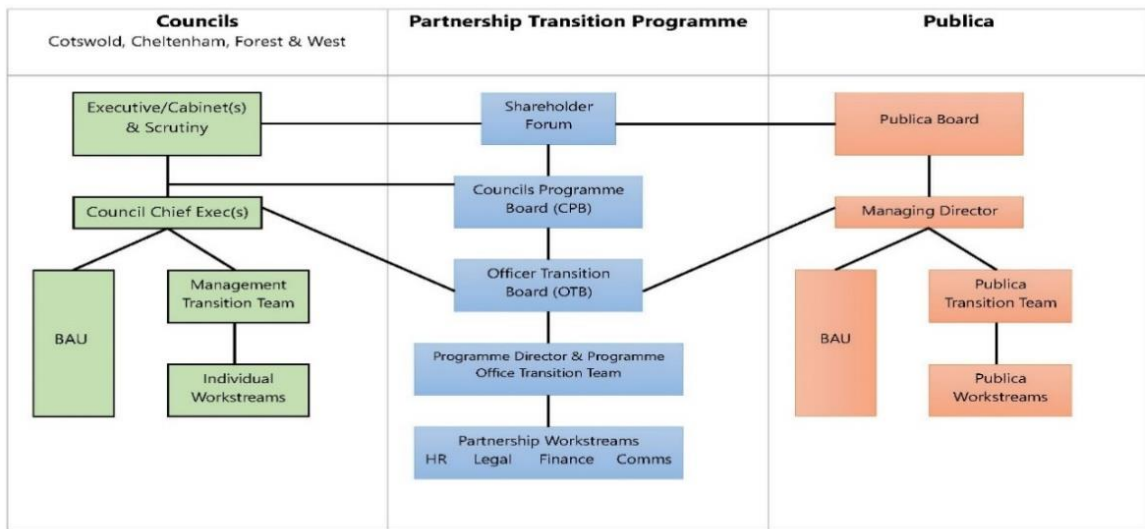 Councils
Cotswold, Cheltenham, Forest & West
Partnership Transition Programme
Publica
Executive/Cabinet(s)
& Scrutiny
Council Chief Exec(s)
BAU
Management
Transition Team
Individual
Workstreams
Shareholder
Forum
Councils Programme
Board (CPB)
Officer Transition
Board (OTB)
Programme Director & Programme
Office Transition Team
Partnership Workstreams
HR Legal Finance Comms
Publica Board
Managing Director
BAU
Publica
Transition Team
Publica
Workstreams